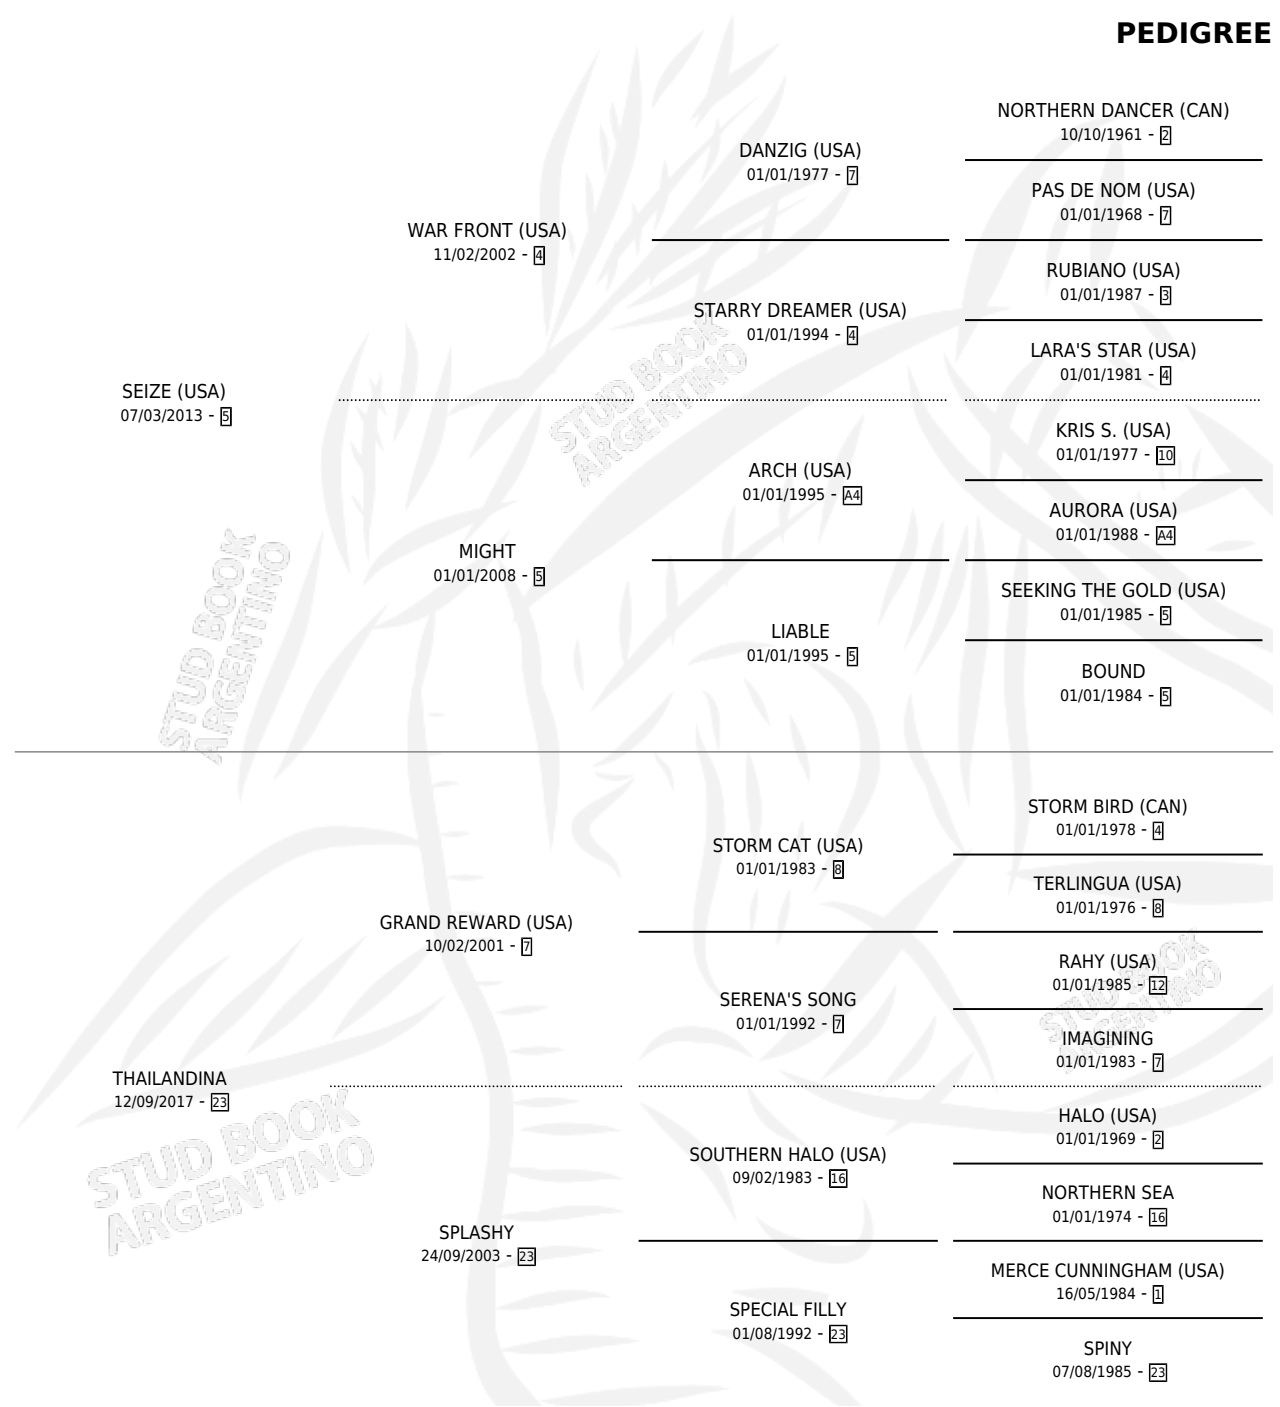 PEDIGREE
NORTHERN DANCER (CAN)
10/10/1961 - 2
DANZIG (USA)
01/01/1977 - 7
PAS DE NOM (USA)
01/01/1968 - 7
WAR FRONT (USA)
11/02/2002 - 4
RUBIANO (USA)
01/01/1987 - 3
STARRY DREAMER (USA)
01/01/1994 - 4
LARA'S STAR (USA)
01/01/1981 - 4
SEIZE (USA)
07/03/2013 - 5
KRIS S. (USA)
01/01/1977 - 10
ARCH (USA)
01/01/1995 - A4
AURORA (USA)
01/01/1988 - A4
MIGHT
01/01/2008 - 5
SEEKING THE GOLD (USA)
01/01/1985 - 5
LIABLE
01/01/1995 - 5
BOUND
01/01/1984 - 5
STUD BOOK
ARGENTINO
STUD BOOK
ARGENTINO
STORM BIRD (CAN)
01/01/1978 - 4
STORM CAT (USA)
01/01/1983 - 8
TERLINGUA (USA)
01/01/1976 - 8
GRAND REWARD (USA)
10/02/2001 - 7
RAHY (USA)
01/01/1985 - 12
SERENA'S SONG
01/01/1992 - 7
IMAGINING
01/01/1983 - 7
STUD BOOK
ARGENTINO
THAILANDINA
12/09/2017 - 23
HALO (USA)
01/01/1969 - 2
SOUTHERN HALO (USA)
09/02/1983 - 16
NORTHERN SEA
01/01/1974 - 16
STUD BOOK
ARGENTINO
SPLASHY
24/09/2003 - 23
MERCE CUNNINGHAM (USA)
16/05/1984 - 1
SPECIAL FILLY
01/08/1992 - 23
SPINY
07/08/1985 - 23